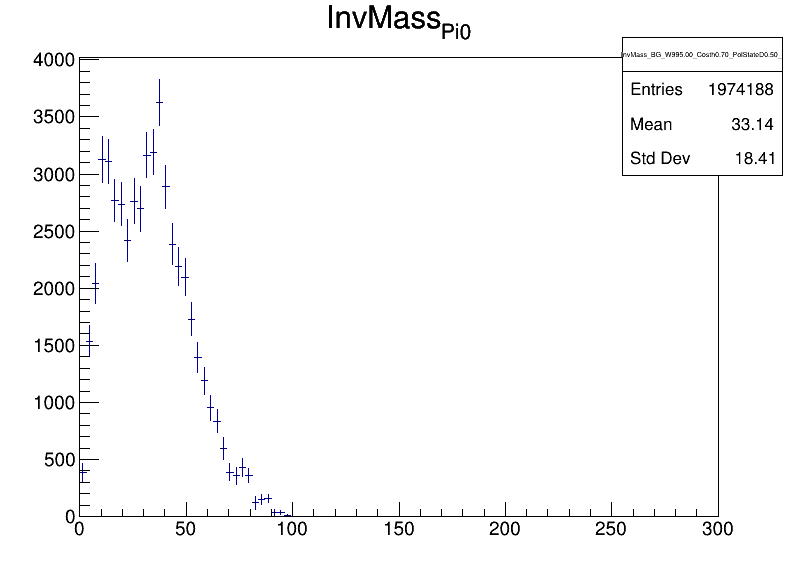 InvMass_Pi0
InvMass_BG_W995.00_Costh0.70_PolStateD0.50_
Entries 1974188
Mean 33.14
Std Dev 18.41
4000
3500
3000
2500
2000
1500
1000
500
0
0 50 100 150 200 250 300